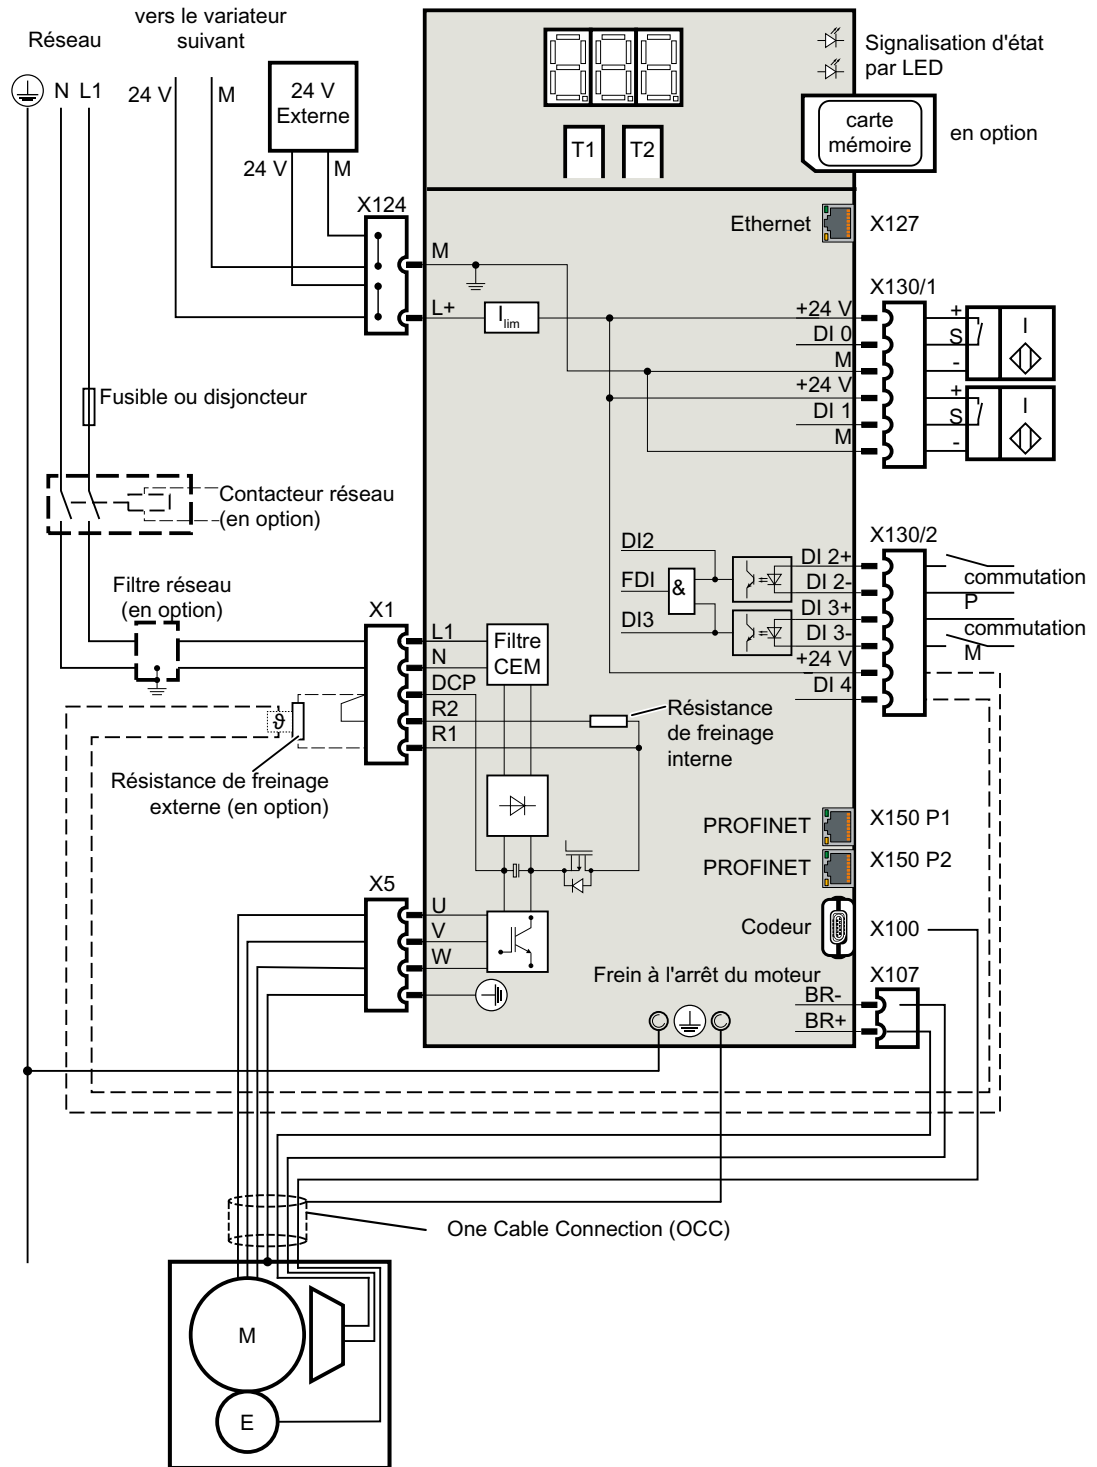 vers le variateur
suivant
Réseau
N L1
24 V
M
24 V
Externe
24 V
M
X124
T1
T2
Signalisation d'état
par LED
carte
mémoire
en option
Ethernet
X127
M
L+
I lim
X130/1
+24 V
DI 0
M
+24 V
DI 1
M
+
S
-
I
+
S
-
I
Fusible ou disjoncteur
Contacteur réseau
(en option)
Filtre réseau
(en option)
X130/2
DI2
FDI
DI3
&
DI 2+
DI 2-
DI 3+
DI 3-
+24 V
DI 4
commutation
P
commutation
M
X1
L1
N
DCP
R2
R1
Filtre
CEM
ϑ
Résistance de freinage
externe (en option)
Résistance
de freinage
interne
PROFINET
X150 P1
PROFINET
X150 P2
X5
U
V
W
Codeur
X100
Frein à l'arrêt du moteur
X107
BR-
BR+
One Cable Connection (OCC)
M
E